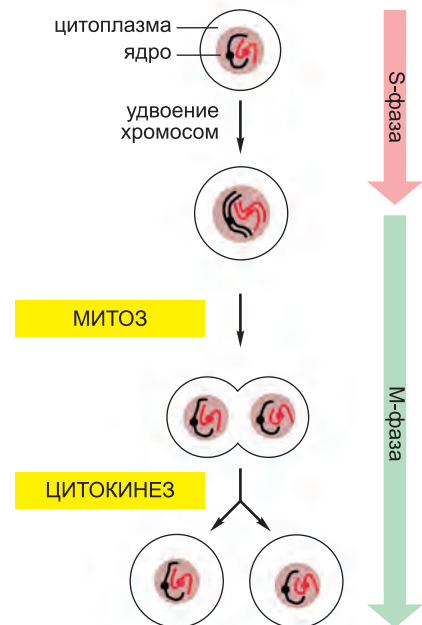 цитоплазма
ядро
удвоение
хромосом
S-фаза
МИТОЗ
М-фаза
ЦИТОКИНЕЗ